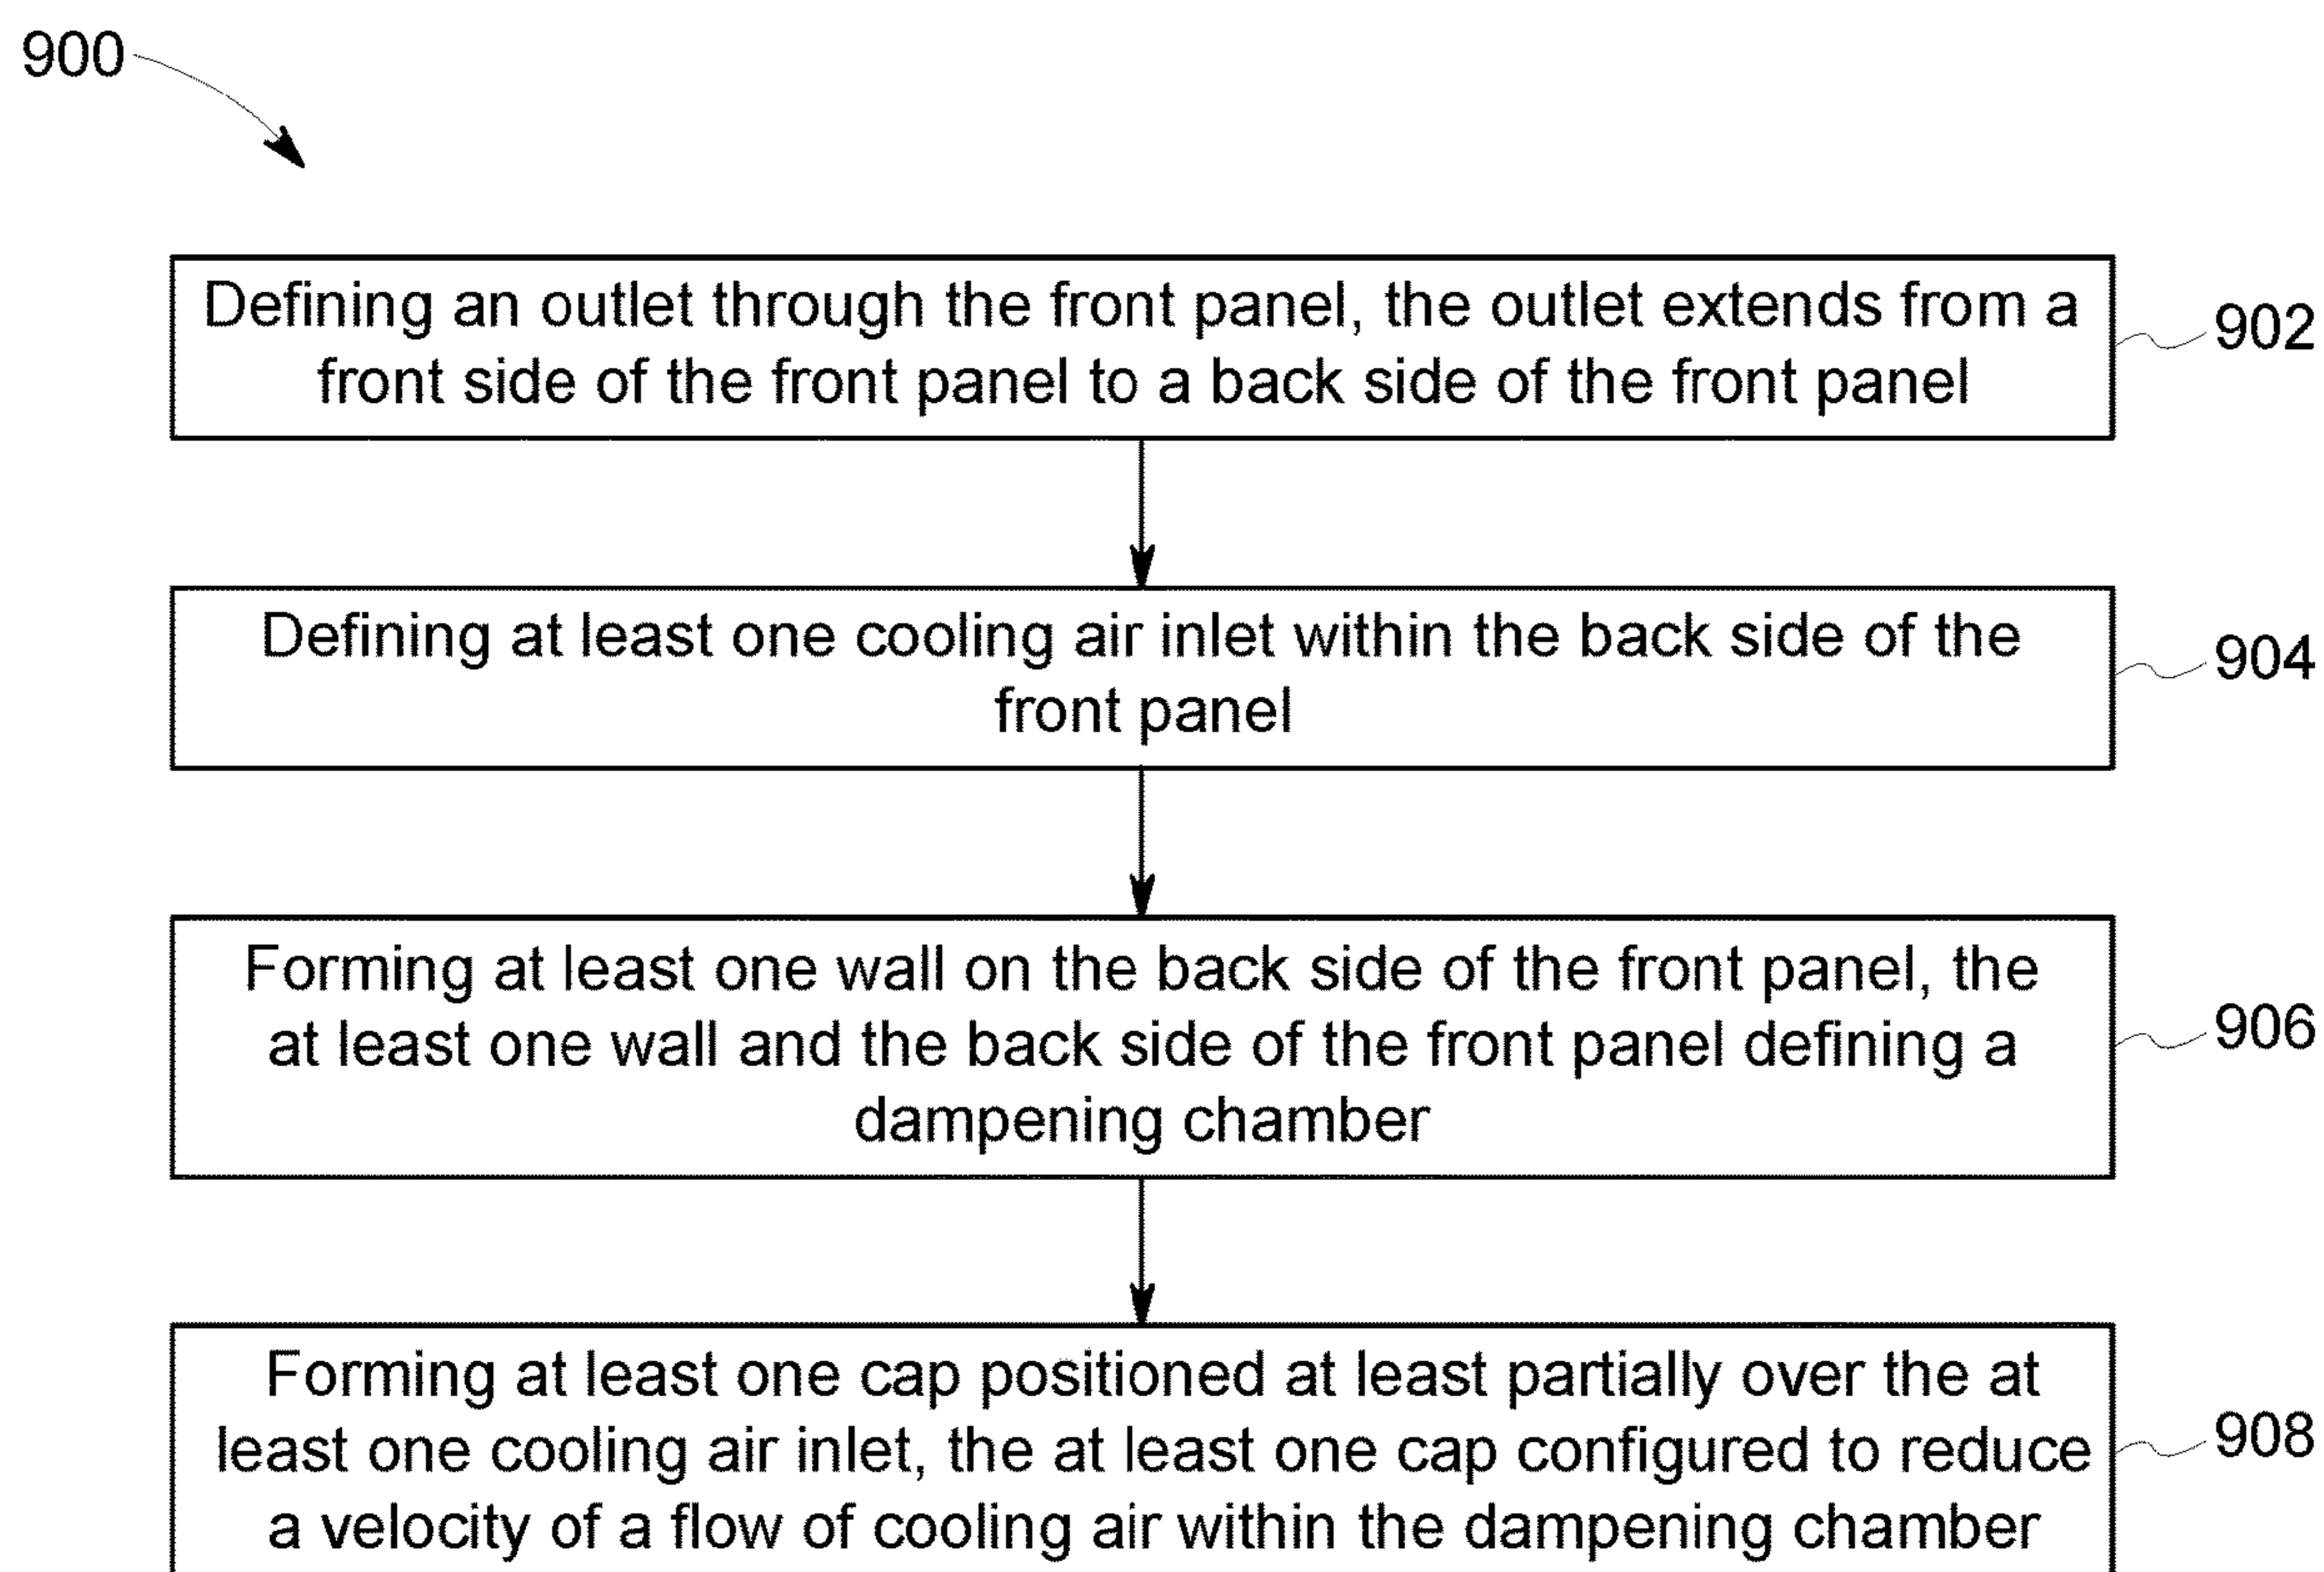 900
Defining an outlet through the front panel, the outlet extends from a
front side of the front panel to a back side of the front panel
902
Defining at least one cooling air inlet within the back side of the
front panel
904
Forming at least one wall on the back side of the front panel, the
at least one wall and the back side of the front panel defining a
dampening chamber
906
Forming at least one cap positioned at least partially over the at
least one cooling air inlet, the at least one cap configured to reduce
a velocity of a flow of cooling air within the dampening chamber
908